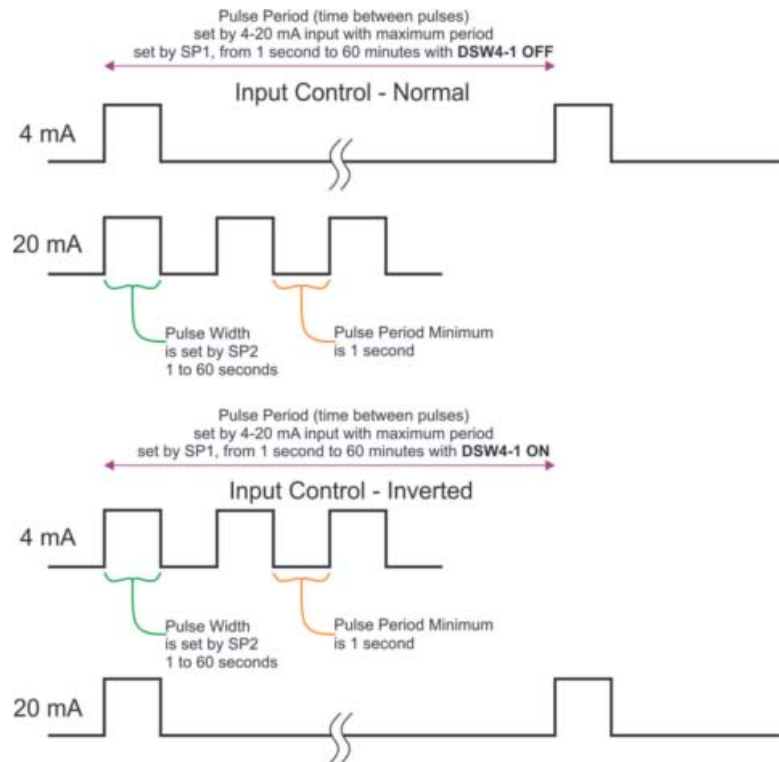 Pulse Period (time between pulses)
set by 4-20 mA input with maximum period
set by SP1, from 1 second to 60 minutes with DSW4-1 OFF
Input Control - Normal
4 mA
20 mA
Pulse Width
is set by SP2
1 to 60 seconds
Pulse Period Minimum
is 1 second
Pulse Period (time between pulses)
set by 4-20 mA input with maximum period
set by SP1, from 1 second to 60 minutes with DSW4-1 ON
Input Control - Inverted
4 mA
Pulse Width
is set by SP2
1 to 60 seconds
Pulse Period Minimum
is 1 second
20 mA